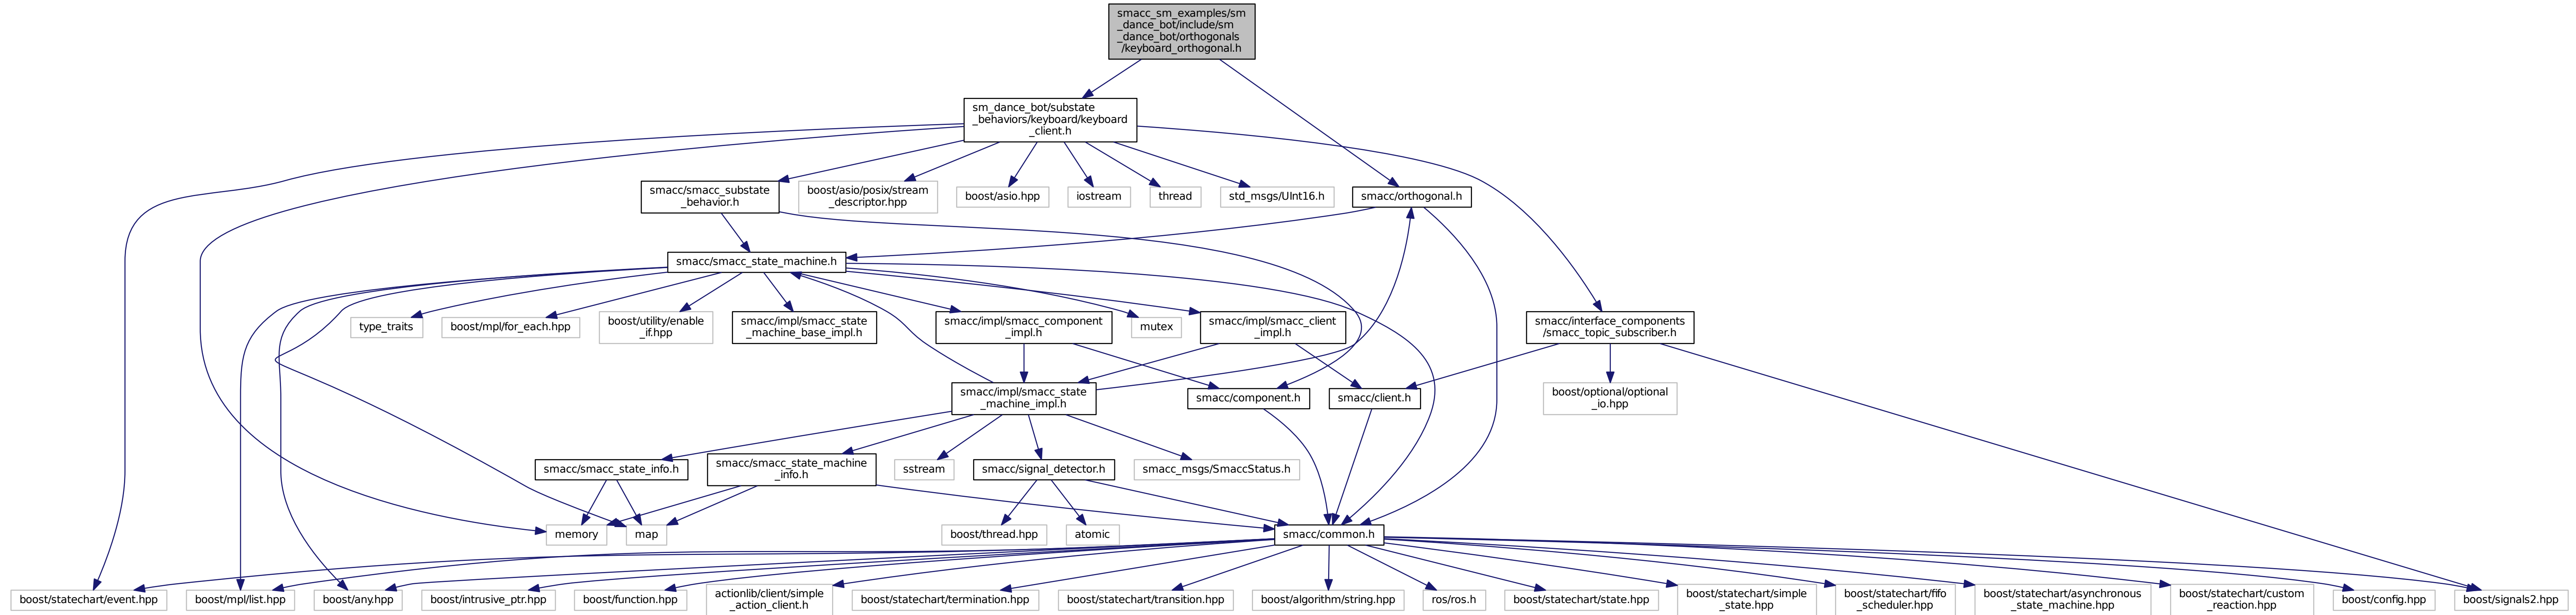 smacc_sm_examples/sm
_dance_bot/include/sm
_dance_bot/orthogonals
/keyboard_orthogonal.h
sm_dance_bot/substate
_behaviors/keyboard/keyboard
_client.h
smacc/smacc_substate
_behavior.h
boost/asio/posix/stream
_descriptor.hpp
boost/asio.hpp
iostream
thread
std_msgs/UInt16.h
smacc/orthogonal.h
smacc/smacc_state_machine.h
type_traits
boost/mpl/for_each.hpp
boost/utility/enable
_if.hpp
smacc/impl/smacc_state
_machine_base_impl.h
smacc/impl/smacc_component
_impl.h
mutex
smacc/impl/smacc_client
_impl.h
smacc/interface_components
/smacc_topic_subscriber.h
smacc/impl/smacc_state
_machine_impl.h
smacc/component.h
smacc/client.h
boost/optional/optional
_io.hpp
smacc/smacc_state_info.h
smacc/smacc_state_machine
_info.h
sstream
smacc/signal_detector.h
smacc_msgs/SmaccStatus.h
memory
map
boost/thread.hpp
atomic
smacc/common.h
boost/statechart/event.hpp
boost/mpl/list.hpp
boost/any.hpp
boost/intrusive_ptr.hpp
boost/function.hpp
actionlib/client/simple
_action_client.h
boost/statechart/termination.hpp
boost/statechart/transition.hpp
boost/algorithm/string.hpp
ros/ros.h
boost/statechart/state.hpp
boost/statechart/simple
_state.hpp
boost/statechart/fifo
_scheduler.hpp
boost/statechart/asynchronous
_state_machine.hpp
boost/statechart/custom
_reaction.hpp
boost/config.hpp
boost/signals2.hpp